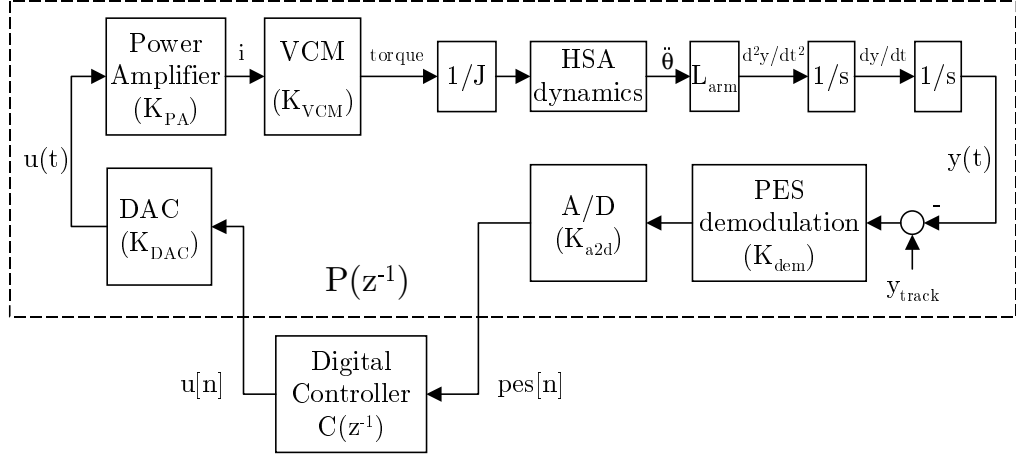 Power
Amplifier
(K_PA)
i
VCM
(K_VCM)
torque
1/J
HSA
dynamics
θ̈
L_arm
d²y/dt²
1/s
dy/dt
1/s
u(t)
y(t)
DAC
(K_DAC)
A/D
(K_a2d)
PES
demodulation
(K_dem)
-
y_track
P(z⁻¹)
u[n]
Digital
Controller
C(z⁻¹)
pes[n]